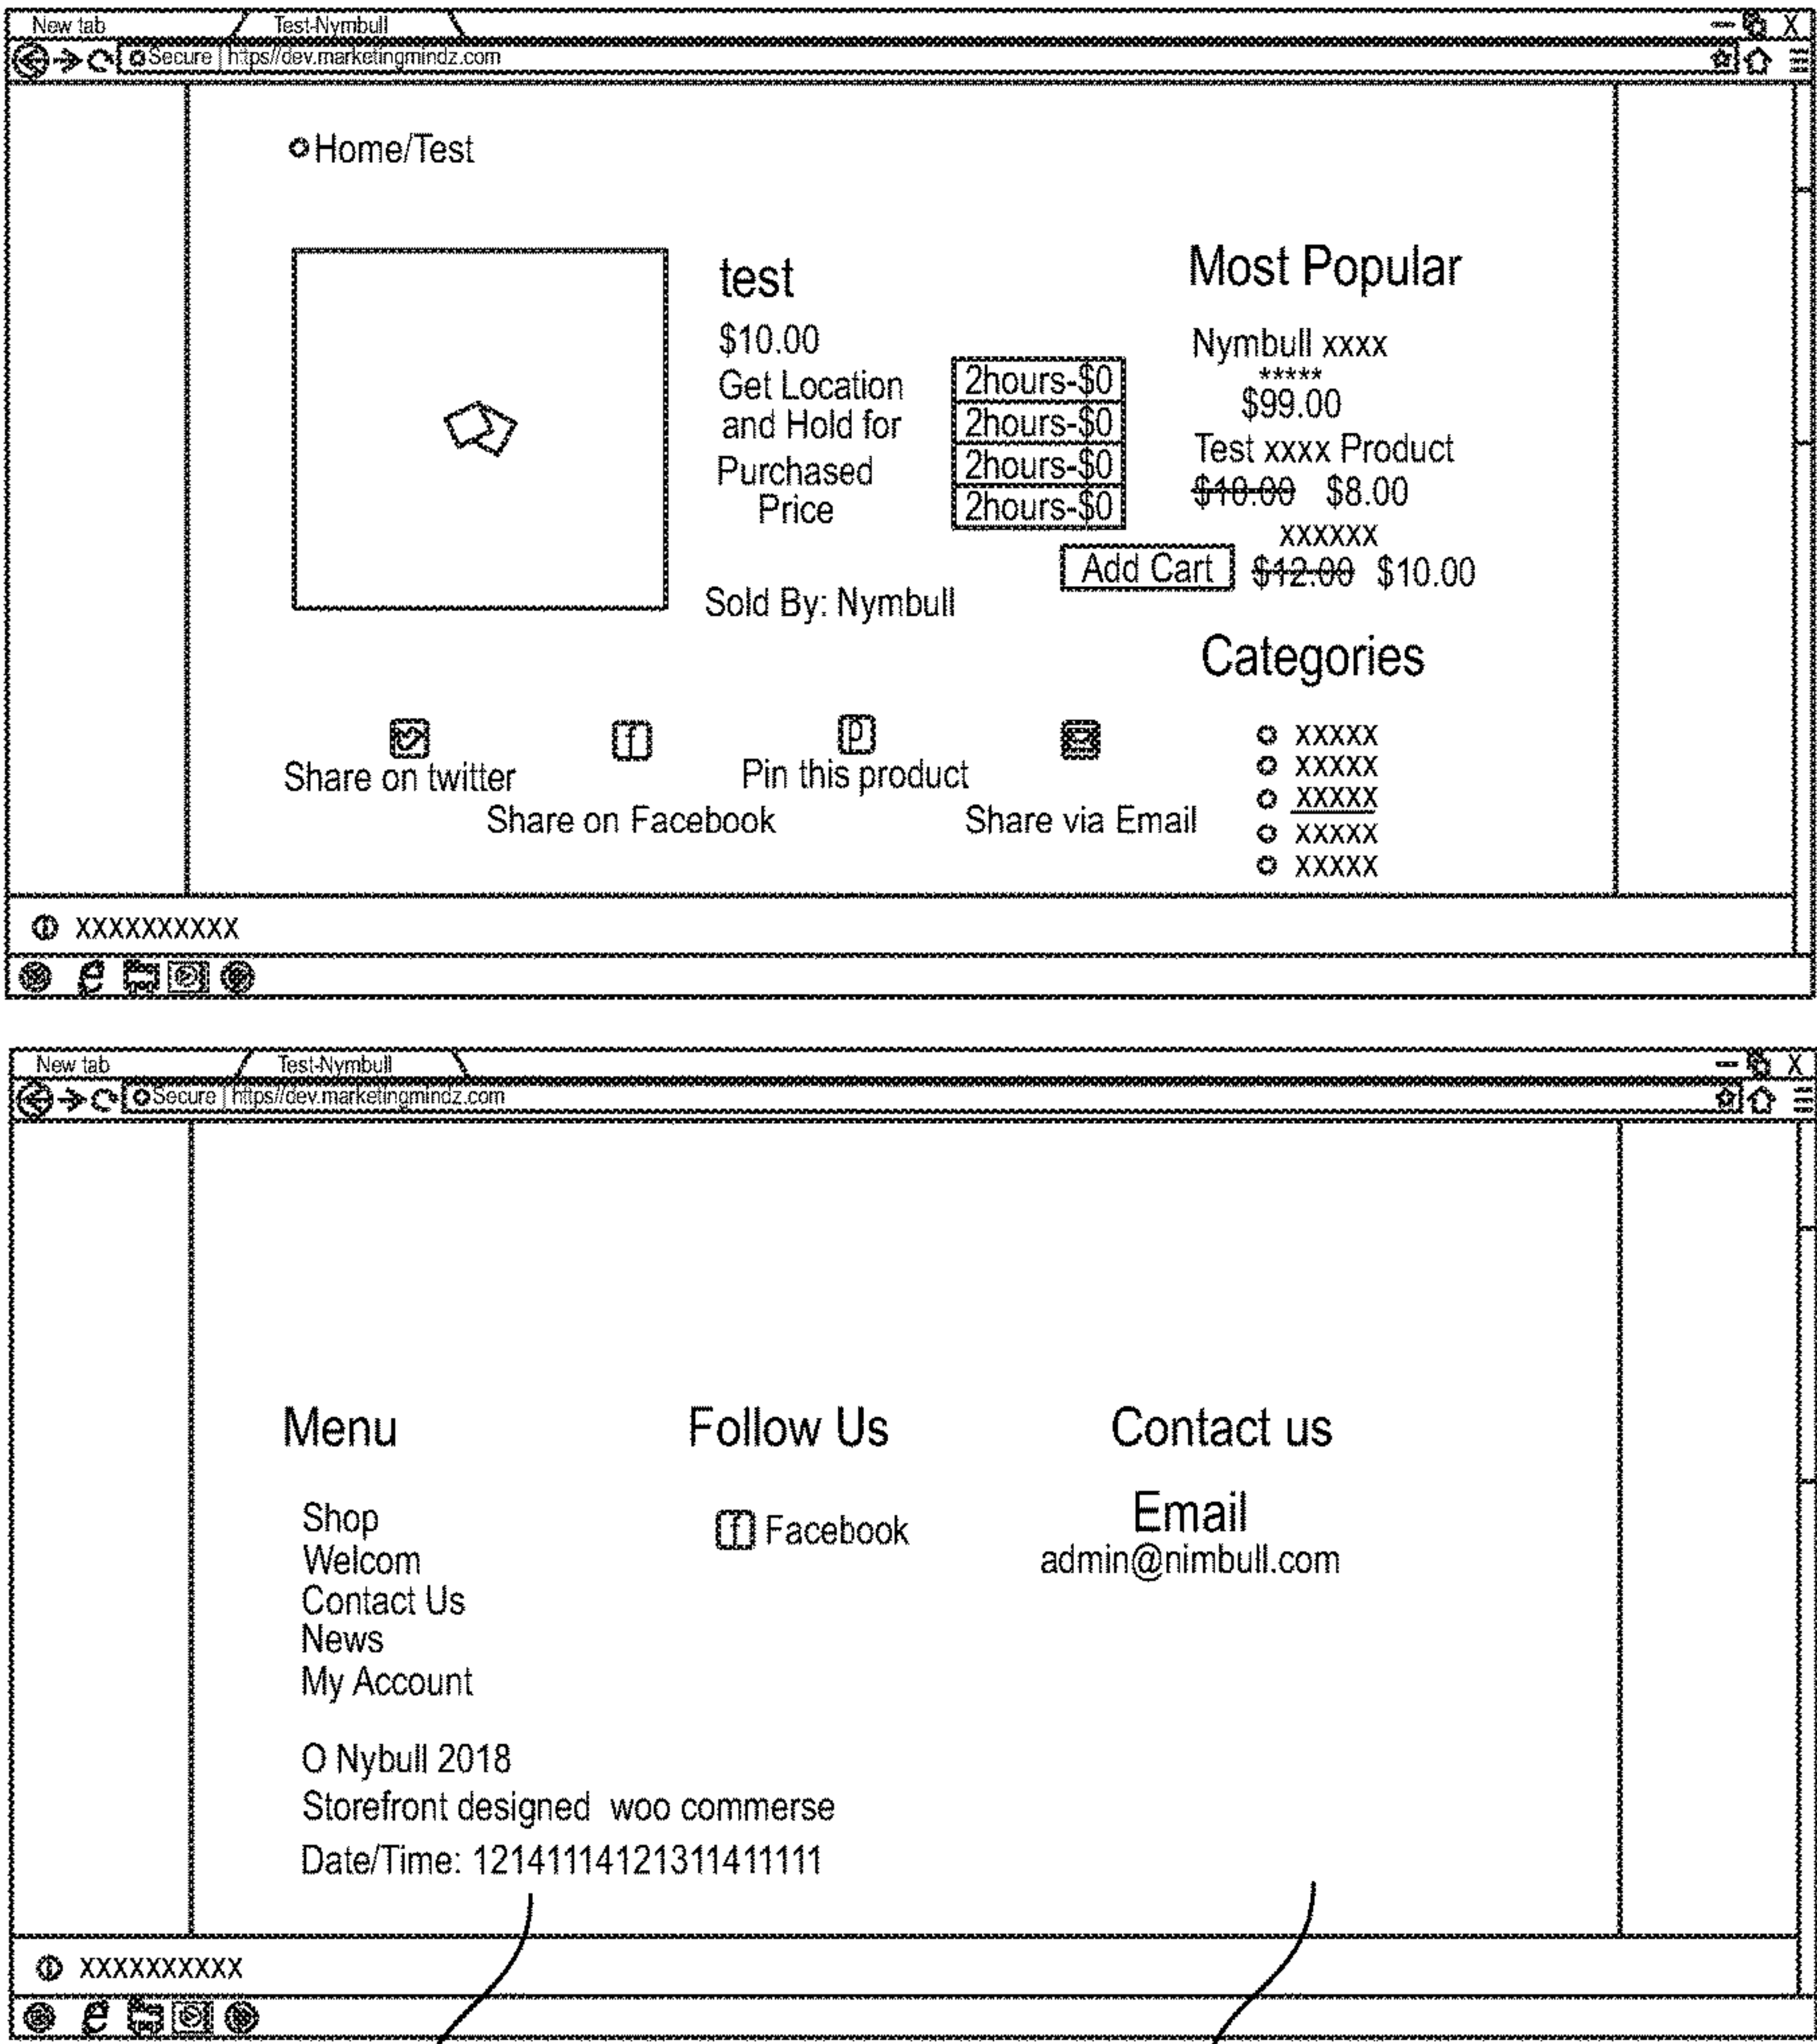 New tab Test-Nymbull X
Secure https//dev.marketingmindz.com
Home/Test
test
$10.00
Get Location
and Hold for
Purchased
Price
2hours-$0
2hours-$0
2hours-$0
2hours-$0
Add Cart
Sold By: Nymbull
Most Popular
Nymbull xxxx
*****
$99.00
Test xxxx Product
$10.00 $8.00
xxxxxx
$12.00 $10.00
Categories
XXXXX
XXXXX
XXXXX
XXXXX
XXXXX
f
p
Share on twitter
Share on Facebook
Pin this product
Share via Email
XXXXXXXXXX
e
New tab Test-Nymbull X
Secure https//dev.marketingmindz.com
Menu
Shop
Welcom
Contact Us
News
My Account
Follow Us
f Facebook
Contact us
Email
admin@nimbull.com
O Nybull 2018
Storefront designed woo commerse
Date/Time: 12141114121311411111
XXXXXXXXXX
e